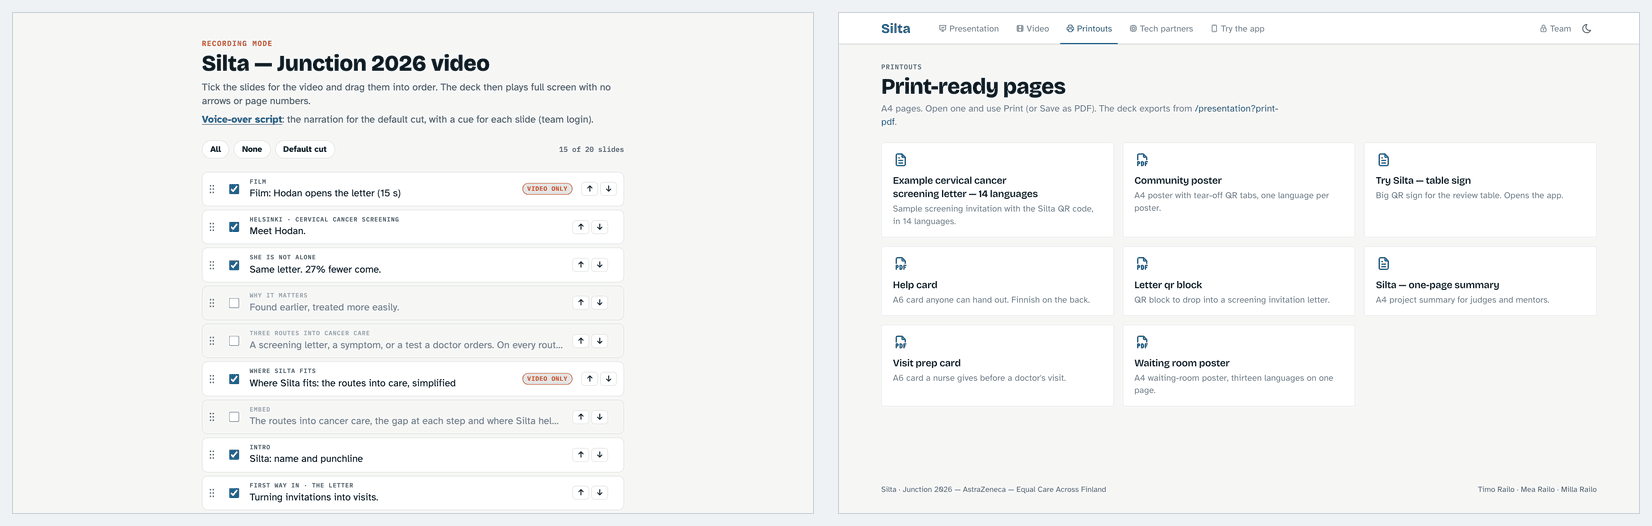 RECORDING MODE
Silta — Junction 2026 video
Tick the slides for the video and drag them into order. The deck then plays full screen with no
arrows or page numbers.
Voice-over script: the narration for the default cut, with a cue for each slide (team login).
All
None
Default cut
15 of 20 slides
FILM
Film: Hodan opens the letter (15 s)
VIDEO ONLY
HELSINKI · CERVICAL CANCER SCREENING
Meet Hodan.
SHE IS NOT ALONE
Same letter. 27% fewer come.
WHY IT MATTERS
Found earlier, treated more easily.
THREE ROUTES INTO CANCER CARE
A screening letter, a symptom, or a test a doctor orders. On every rout...
WHERE SILTA FITS
Where Silta fits: the routes into care, simplified
VIDEO ONLY
EMBED
The routes into cancer care, the gap at each step and where Silta hel...
INTRO
Silta: name and punchline
FIRST WAY IN · THE LETTER
Turning invitations into visits.
Silta
Presentation
Video
Printouts
Tech partners
Try the app
Team
PRINTOUTS
Print-ready pages
A4 pages. Open one and use Print (or Save as PDF). The deck exports from /presentation?print-
pdf.
Example cervical cancer
screening letter — 14 languages
Sample screening invitation with the Silta QR code,
in 14 languages.
PDF
Community poster
A4 poster with tear-off QR tabs, one language per
poster.
Try Silta — table sign
Big QR sign for the review table. Opens the app.
PDF
Help card
A6 card anyone can hand out. Finnish on the back.
PDF
Letter qr block
QR block to drop into a screening invitation letter.
Silta — one-page summary
A4 project summary for judges and mentors.
PDF
Visit prep card
A6 card a nurse gives before a doctor's visit.
PDF
Waiting room poster
A4 waiting-room poster, thirteen languages on one
page.
Silta · Junction 2026 — AstraZeneca — Equal Care Across Finland
Timo Railo · Mea Railo · Milla Railo